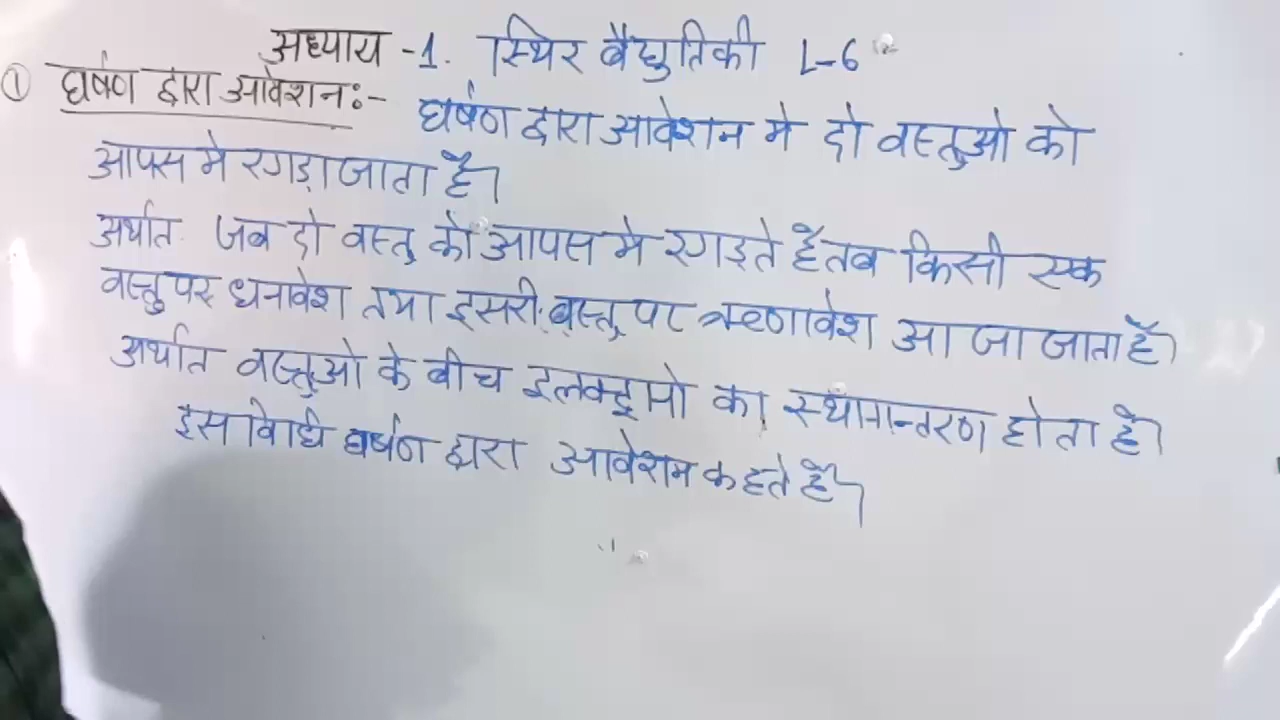 अध्याय -1. स्थिर वैद्युतिकी L-6
① घर्षण द्वारा आवेशन:- घर्षण द्वारा आवेशन मे दो वस्तुओ को
आपस मे रगड़ा जाता है।
अर्थात. जब दो वस्तु को आपस मे रगड़ते है तब किसी एक
वस्तु पर धनावेश तथा दूसरी वस्तु पर ऋणावेश आ जा जाता है।
अर्थात वस्तुओ के बीच इलक्ट्रानो का स्थानान्तरण होता है।
इस विधि घर्षण द्वारा आवेशन कहते है।